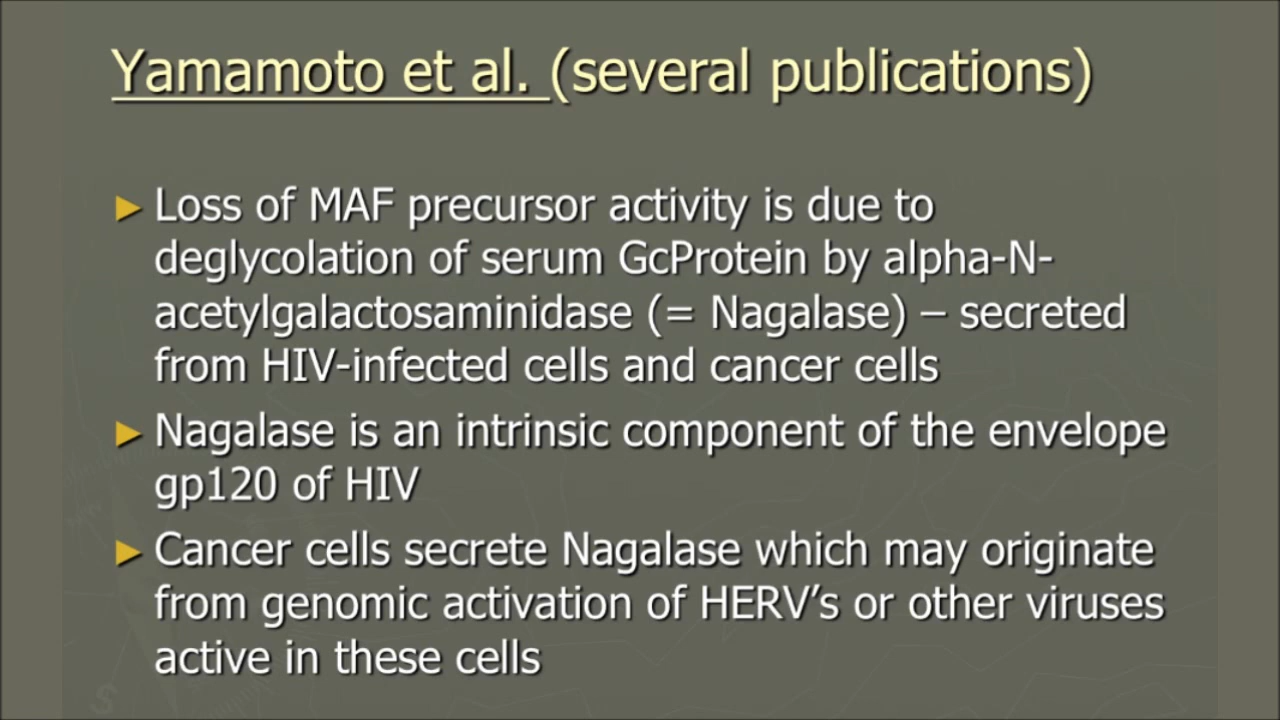 Yamamoto et al. (several publications)
► Loss of MAF precursor activity is due to
deglycolation of serum GcProtein by alpha-N-
acetylgalactosaminidase (= Nagalase) – secreted
from HIV-infected cells and cancer cells
► Nagalase is an intrinsic component of the envelope
gp120 of HIV
► Cancer cells secrete Nagalase which may originate
from genomic activation of HERV’s or other viruses
active in these cells